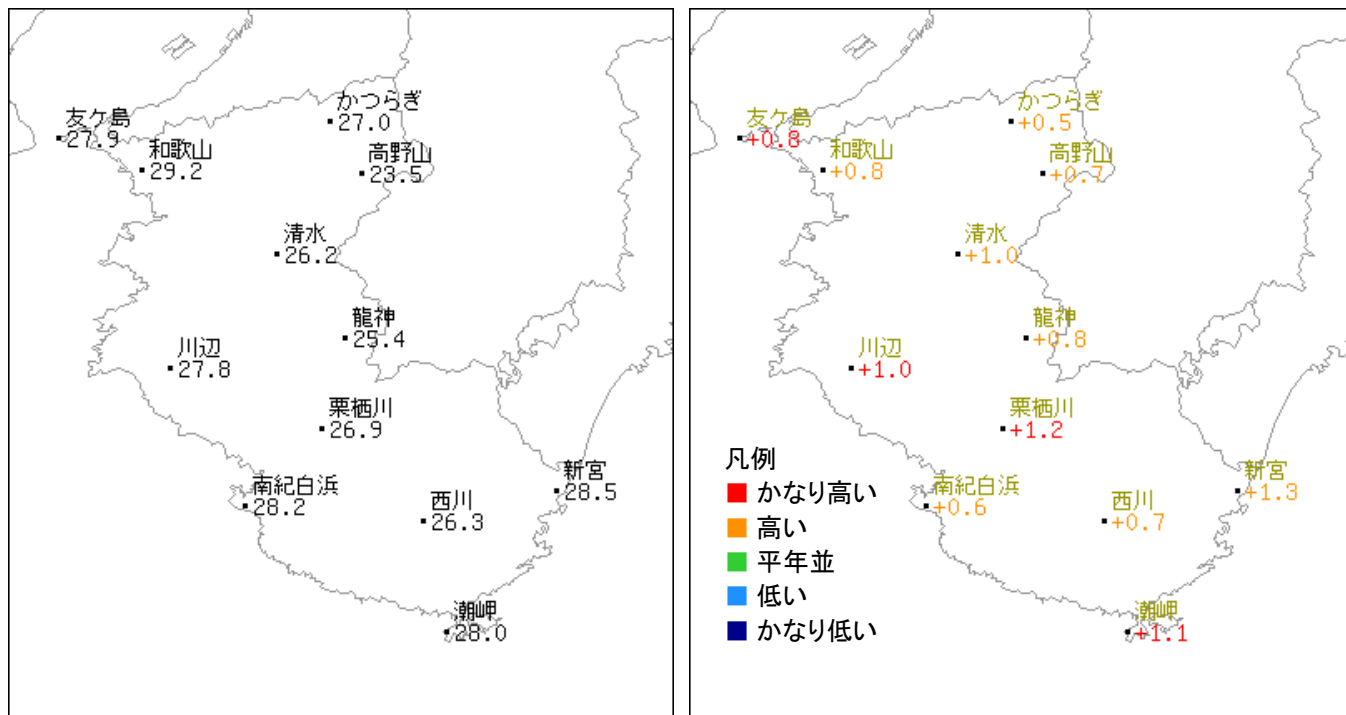 友ケ島
27.9
和歌山
29.2
かつらぎ
27.0
高野山
23.5
清水
26.2
龍神
25.4
川辺
27.8
栗栖川
26.9
南紀白浜
28.2
西川
26.3
新宮
28.5
潮岬
28.0
友ケ島
+0.8
和歌山
+0.8
かつらぎ
+0.5
高野山
+0.7
清水
+1.0
龍神
+0.8
川辺
+1.0
栗栖川
+1.2
南紀白浜
+0.6
西川
+0.7
新宮
+1.3
潮岬
+1.1
凡例
かなり高い
高い
平年並
低い
かなり低い